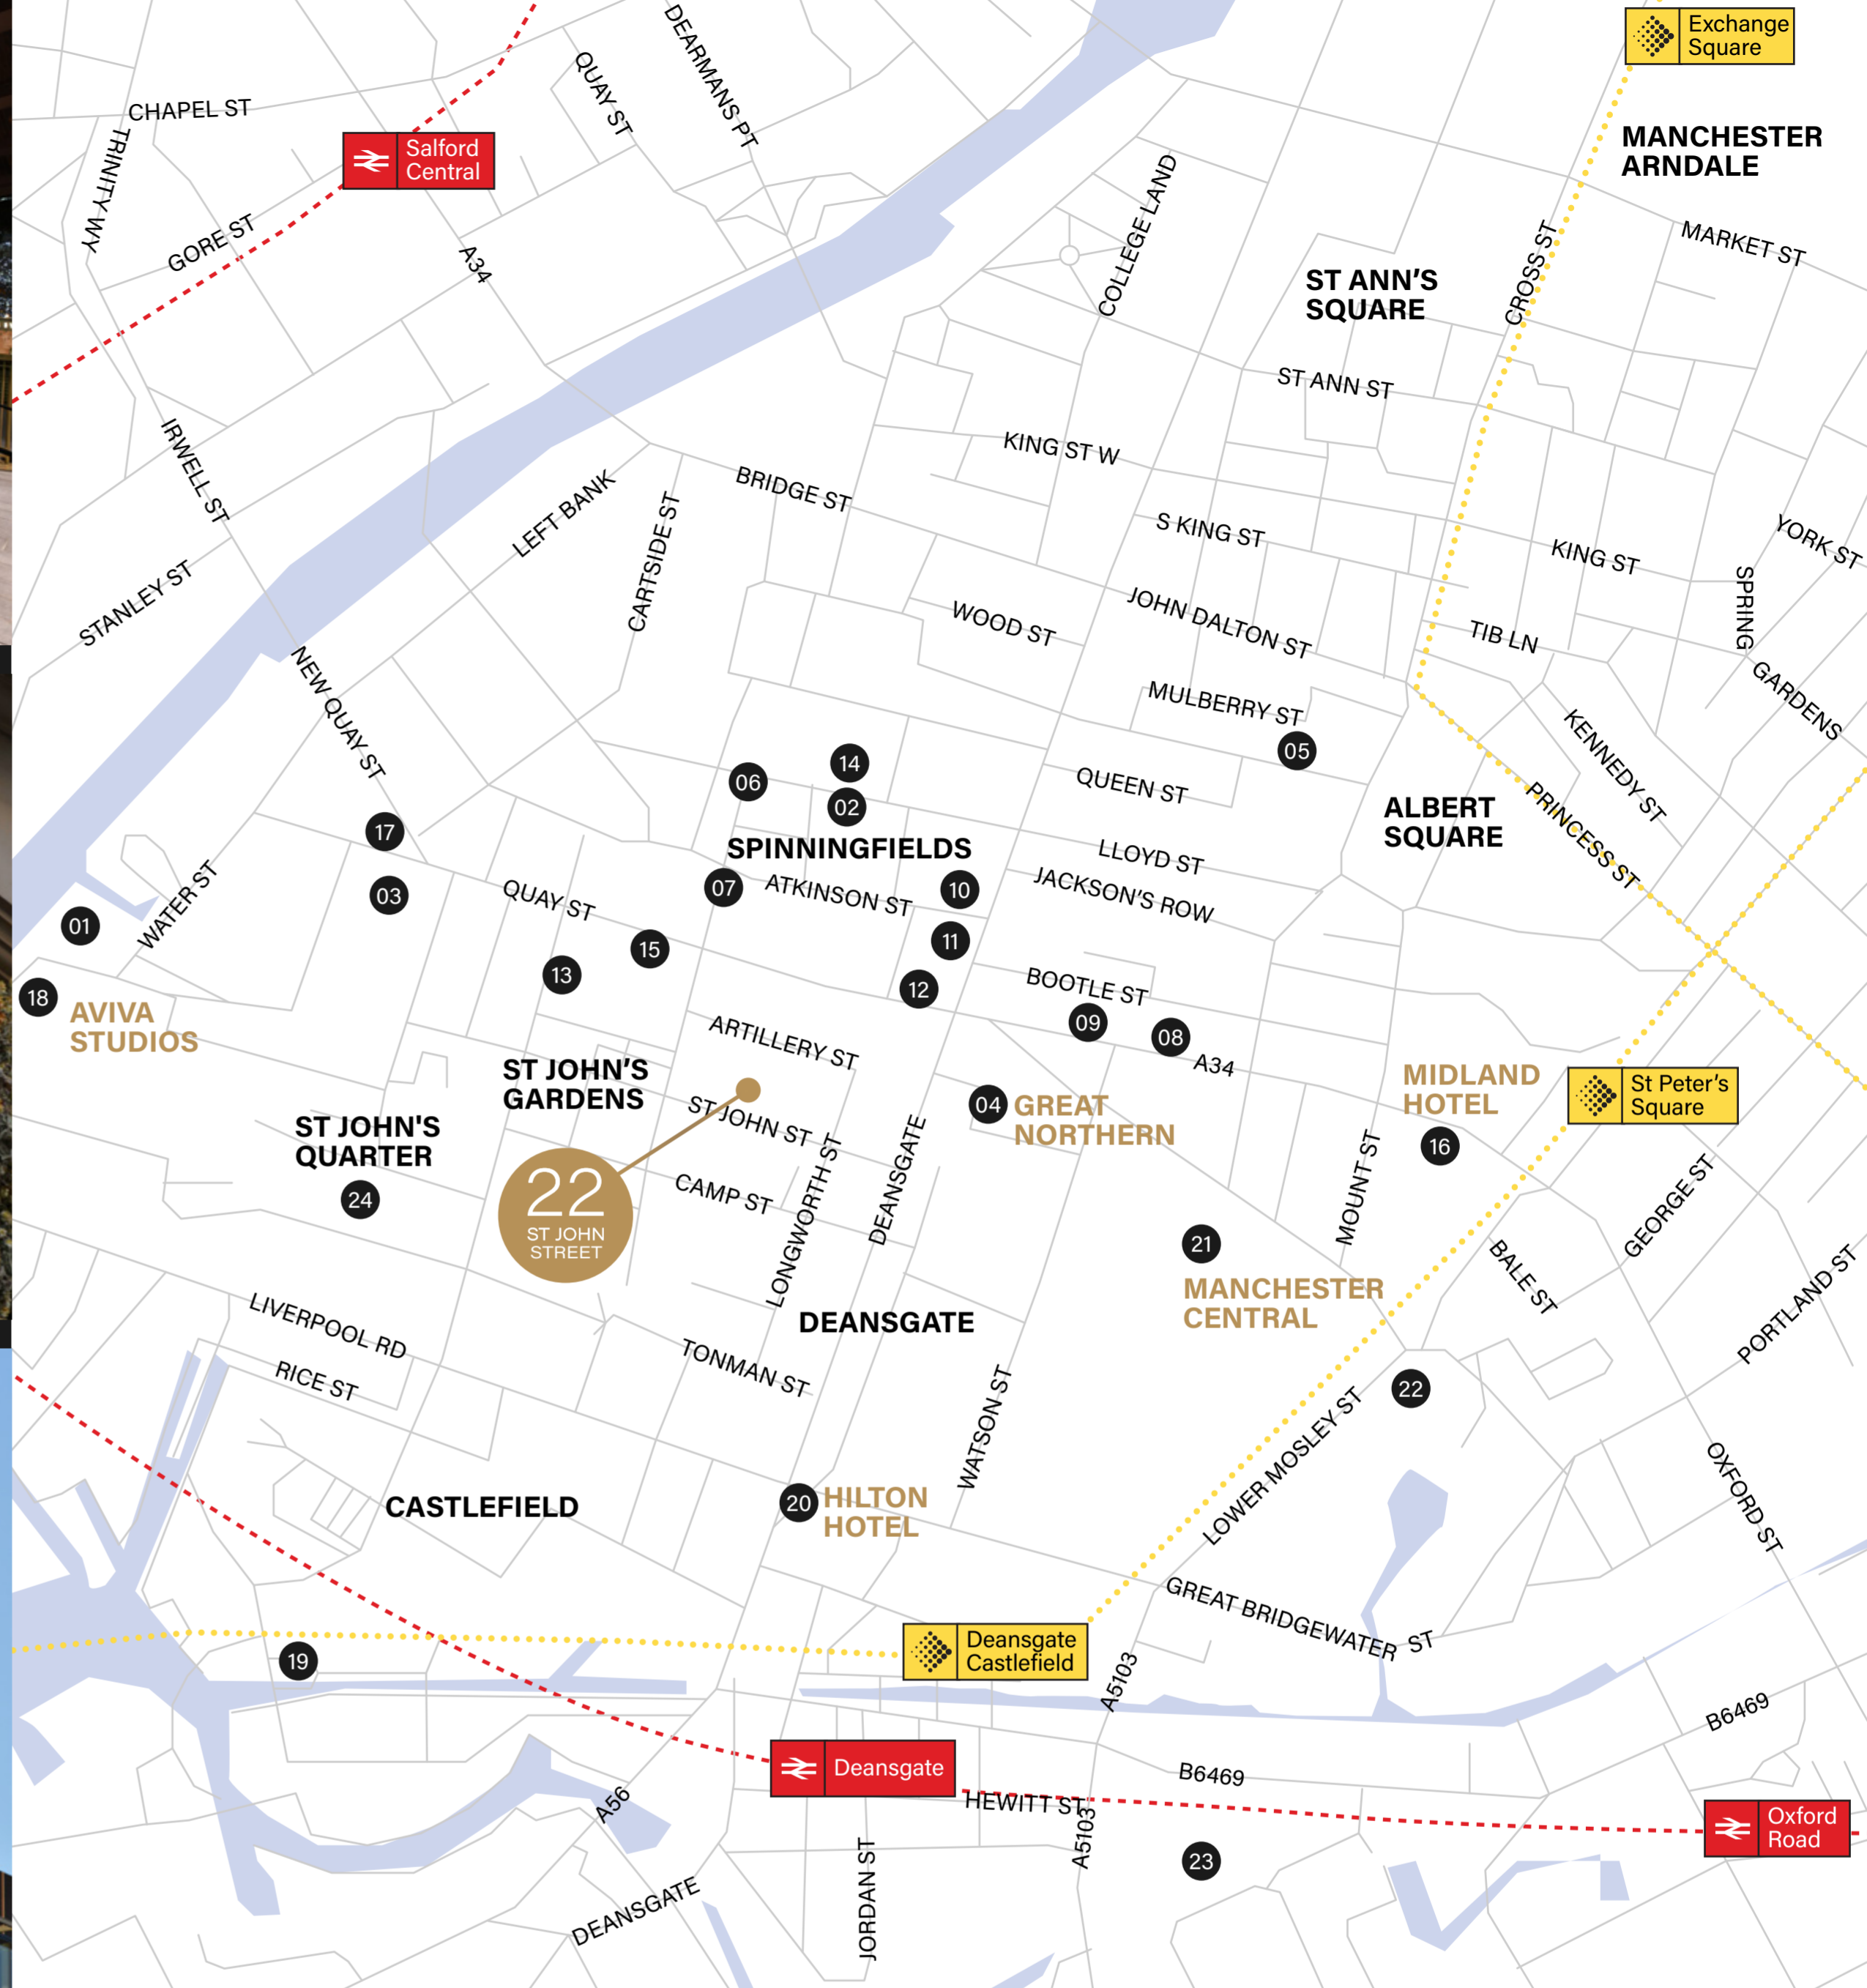 Exchange
Square
MANCHESTER
ARNDALE
DEARMANS PT
QUAY ST
CHAPEL ST
TRINITY WY
Salford
Central
GORE ST
A34
COLLEGE LAND
CROSS ST
MARKET ST
ST ANN'S
SQUARE
ST ANN ST
IRWELL ST
KING ST W
BRIDGE ST
LEFT BANK
CARTSIDE ST
S KING ST
KING ST
YORK ST
SPRING
GARDENS
STANLEY ST
WOOD ST
JOHN DALTON ST
TIB LN
NEW QUAY ST
MULBERRY ST
05
KENNEDY ST
06
14
02
QUEEN ST
ALBERT
SQUARE
PRINCESS ST
17
SPINNINGFIELDS
LLOYD ST
03
07
ATKINSON ST
10
JACKSON'S ROW
WATER ST
QUAY ST
01
15
11
13
12
BOOTLE ST
18
AVIVA
STUDIOS
09
08
A34
ARTILLERY ST
ST JOHN'S
GARDENS
MIDLAND
HOTEL
St Peter's
Square
04
GREAT
NORTHERN
ST JOHN ST
ST JOHN'S
QUARTER
16
24
22
ST JOHN
STREET
CAMP ST
LONGWORTH ST
DEANSGATE
MOUNT ST
GEORGE ST
21
MANCHESTER
CENTRAL
BALE ST
PORTLAND ST
LIVERPOOL RD
DEANSGATE
RICE ST
TONMAN ST
WATSON ST
22
LOWER MOSLEY ST
OXFORD ST
CASTLEFIELD
20
HILTON
HOTEL
GREAT BRIDGEWATER ST
19
Deansgate
Castlefield
A5103
B6469
Deansgate
B6469
HEWITT ST
A56
A5103
Oxford
Road
23
JORDAN ST
DEANSGATE